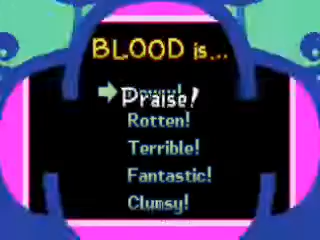 BLOOD is...
Praise!
Rotten!
Terrible!
Fantastic!
Clumsy!